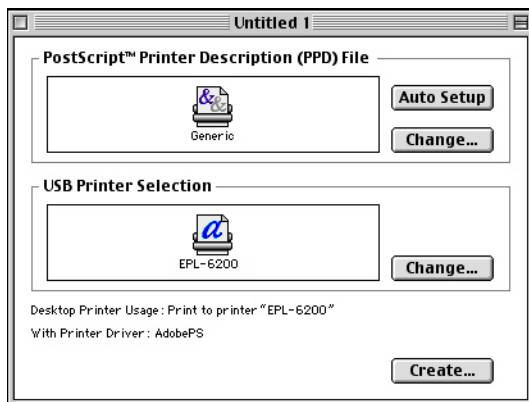 Untitled 1
PostScript™ Printer Description (PPD) File
Generic
Auto Setup
Change...
USB Printer Selection
EPL-6200
Change...
Desktop Printer Usage : Print to printer “EPL-6200”
With Printer Driver : AdobePS
Create...